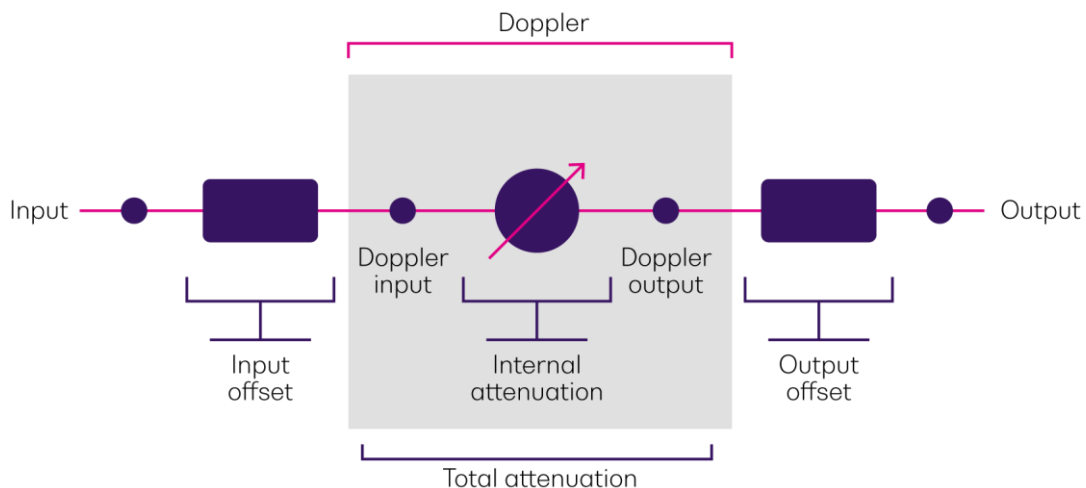 Doppler
Input
Output
Doppler
input
Doppler
output
Input
offset
Internal
attenuation
Output
offset
Total attenuation